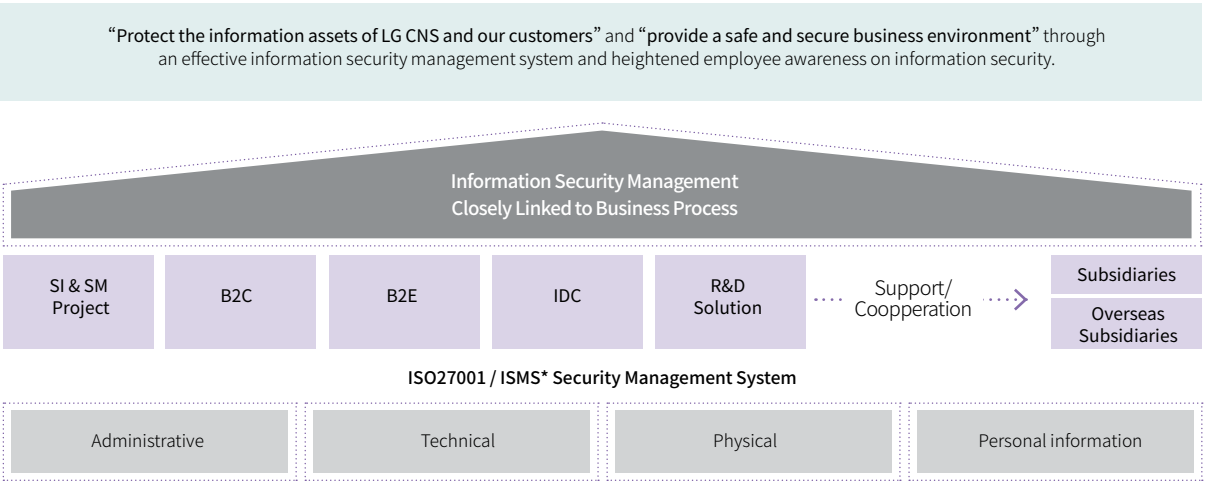 “Protect the information assets of LG CNS and our customers” and “provide a safe and secure business environment” through
an effective information security management system and heightened employee awareness on information security.
Information Security Management
Closely Linked to Business Process
SI & SM
Project
B2C
B2E
IDC
R&D
Solution
Support/
Coopperation
Subsidiaries
Overseas
Subsidiaries
ISO27001 / ISMS* Security Management System
Administrative
Technical
Physical
Personal information